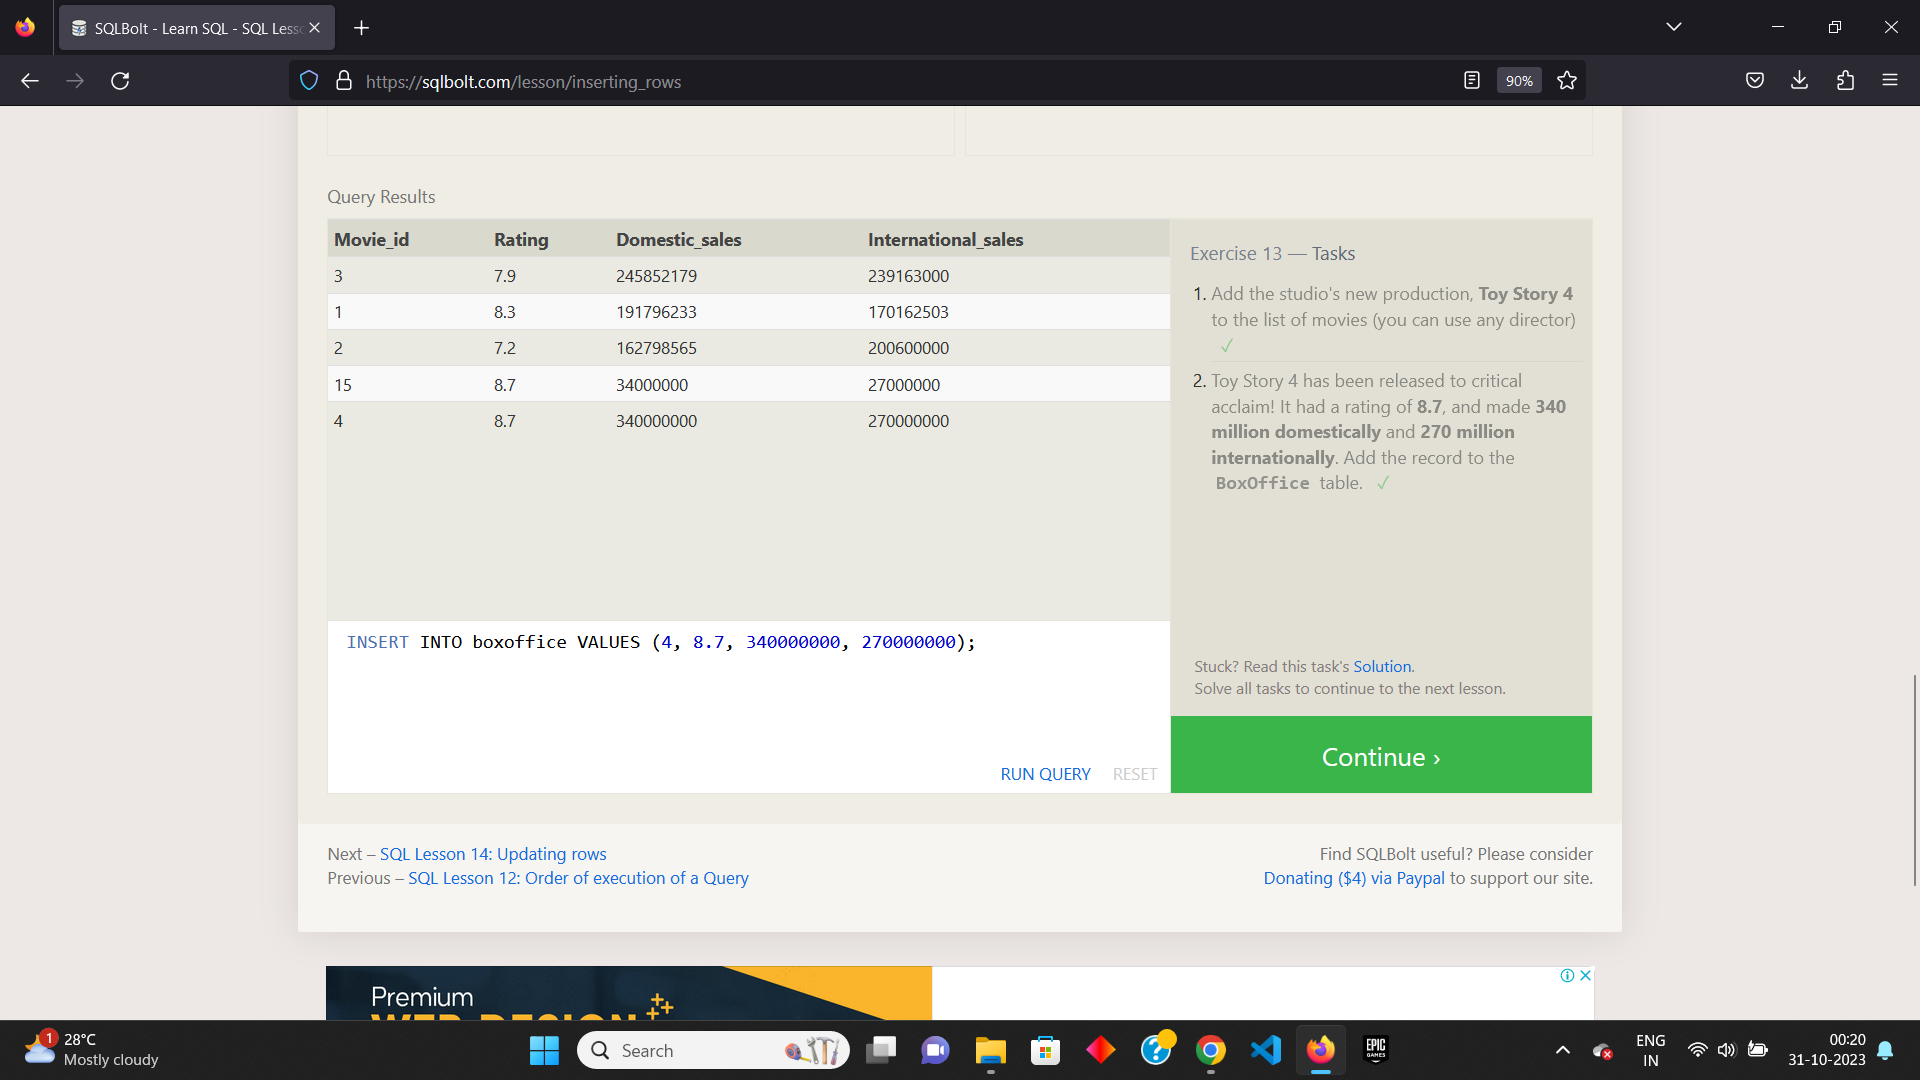 SQLBolt - Learn SQL - SQL Less
https://sqlbolt.com/lesson/inserting_rows
90%
Query Results
Movie_id Rating Domestic_sales International_sales
3 7.9 245852179 239163000
1 8.3 191796233 170162503
2 7.2 162798565 200600000
15 8.7 34000000 27000000
4 8.7 340000000 270000000
Exercise 13 — Tasks
1. Add the studio's new production, Toy Story 4
to the list of movies (you can use any director)
✓
2. Toy Story 4 has been released to critical
acclaim! It had a rating of 8.7, and made 340
million domestically and 270 million
internationally. Add the record to the
BoxOffice table. ✓
INSERT INTO boxoffice VALUES (4, 8.7, 340000000, 270000000);
RUN QUERY RESET
Stuck? Read this task's Solution.
Solve all tasks to continue to the next lesson.
Continue ›
Next – SQL Lesson 14: Updating rows
Previous – SQL Lesson 12: Order of execution of a Query
Find SQLBolt useful? Please consider
Donating ($4) via Paypal to support our site.
Premium
WEB DESIGN
1
28°C
Mostly cloudy
Search
EPIC
GAMES
ENG
IN
00:20
31-10-2023